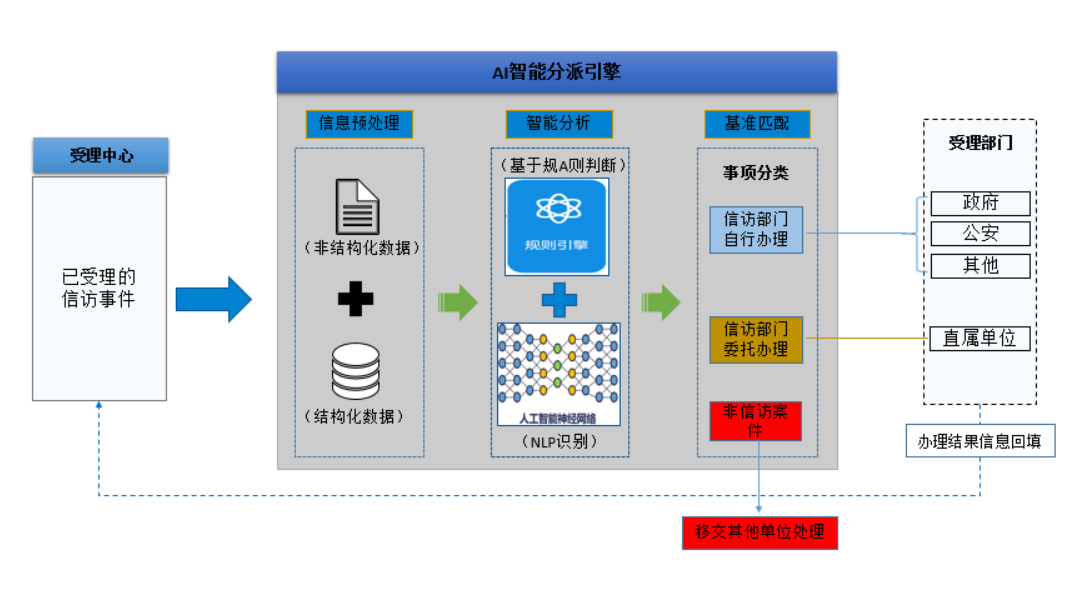 AI智能分派引擎
受理中心
已受理的
信访事件
信息预处理
(非结构化数据)
(结构化数据)
智能分析
(基于规A则判断)
规则引擎
人工智能神经网络
(NLP识别)
基准匹配
事项分类
信访部门
自行办理
信访部门
委托办理
非信访案
件
移交其他单位处理
受理部门
政府
公安
其他
直属单位
办理结果信息回填